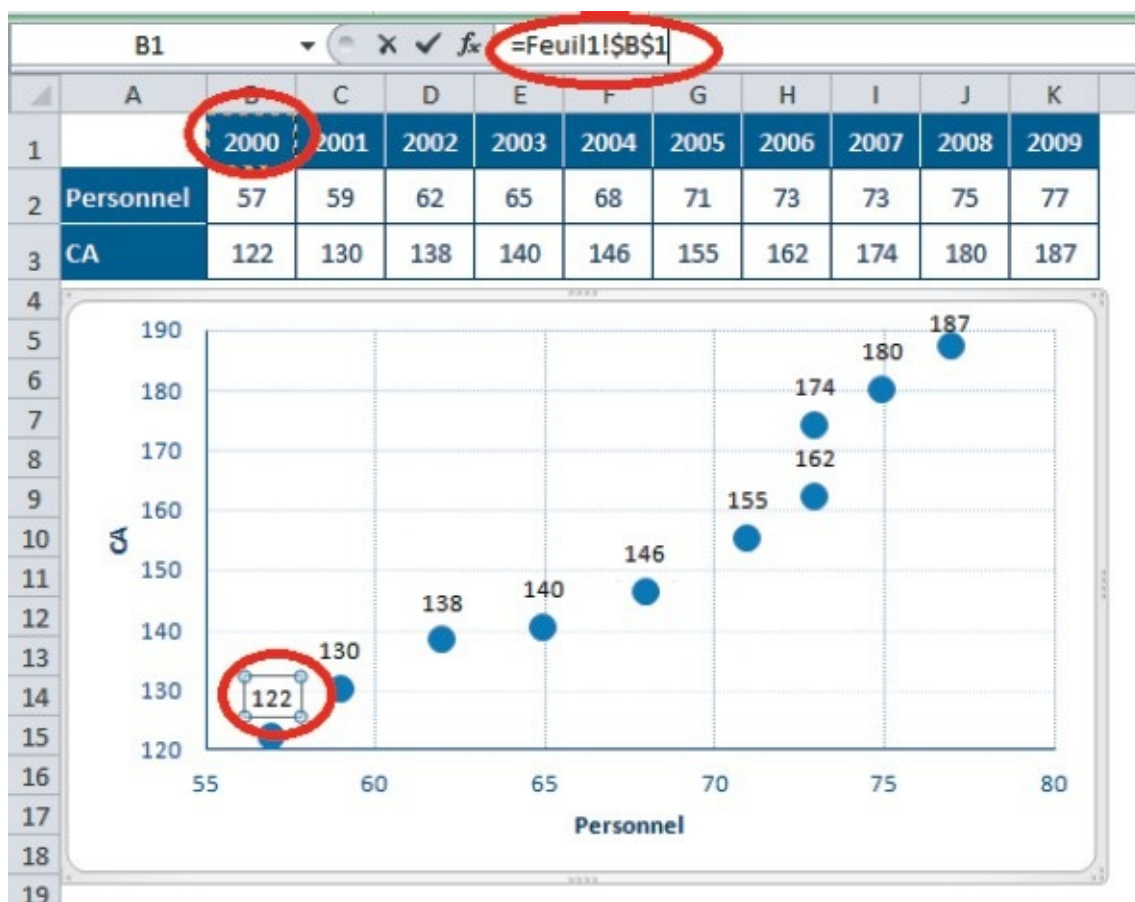 B1 fx =Feuil1!$B$1
A B C D E F G H I J K
1 2000 2001 2002 2003 2004 2005 2006 2007 2008 2009
2 Personnel 57 59 62 65 68 71 73 73 75 77
3 CA 122 130 138 140 146 155 162 174 180 187
4
5 190 187
6 180 180
7 174
8 170 162
9 160 155
10 CA 146
11 150 140
12 138
13 140 130
14 130 122
15 120
16 55 60 65 70 75 80
17 Personnel
18
19